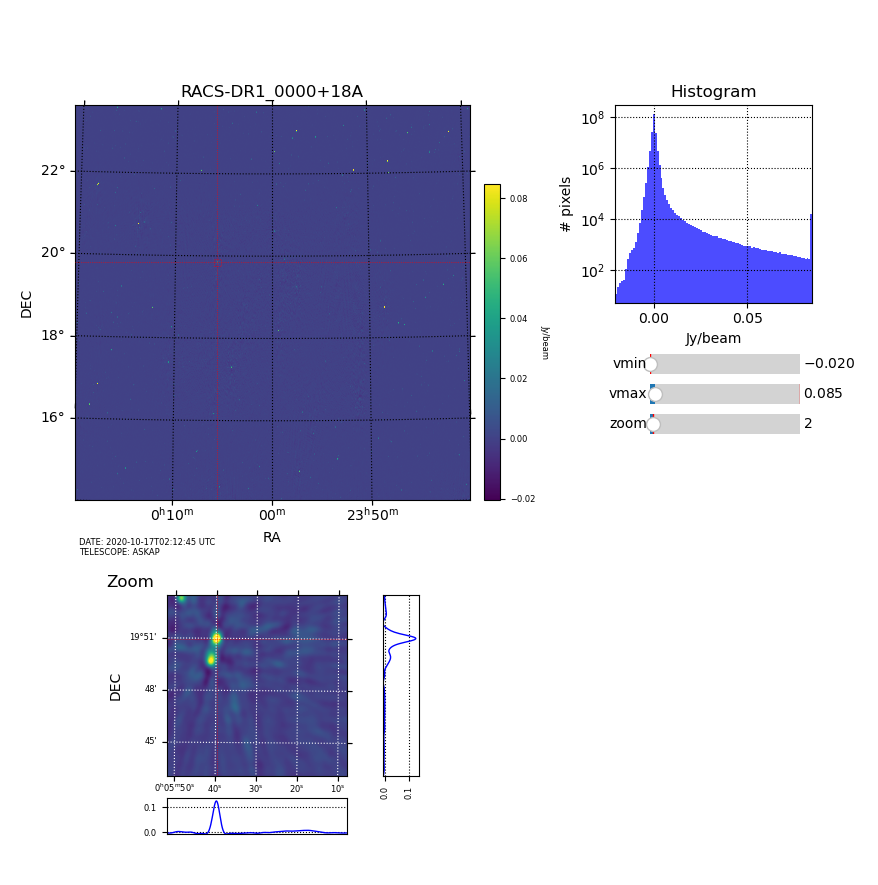 RACS-DR1_0000+18A
Histogram
22°
20°
18°
16°
DEC
0ʰ10ᵐ 00ᵐ 23ʰ50ᵐ
RA
0.08
0.06
0.04
0.02
0.00
−0.02
Jy/beam
10⁸
10⁶
10⁴
10²
# pixels
0.00 0.05
Jy/beam
vmin −0.020
vmax 0.085
zoom 2
DATE: 2020-10-17T02:12:45 UTC
TELESCOPE: ASKAP
Zoom
19°51'
48'
45'
DEC
0ʰ05ᵐ50ˢ 40ˢ 30ˢ 20ˢ 10ˢ
0.0 0.1
0.1
0.0